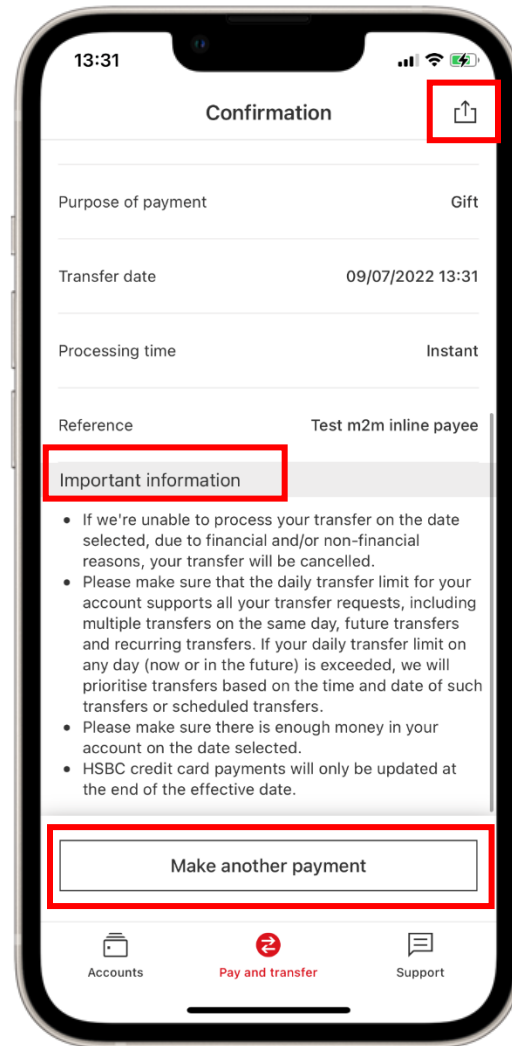 13:31
Confirmation
Purpose of payment Gift
Transfer date 09/07/2022 13:31
Processing time Instant
Reference Test m2m inline payee
Important information
• If we're unable to process your transfer on the date
selected, due to financial and/or non-financial
reasons, your transfer will be cancelled.
• Please make sure that the daily transfer limit for your
account supports all your transfer requests, including
multiple transfers on the same day, future transfers
and recurring transfers. If your daily transfer limit on
any day (now or in the future) is exceeded, we will
prioritise transfers based on the time and date of such
transfers or scheduled transfers.
• Please make sure there is enough money in your
account on the date selected.
• HSBC credit card payments will only be updated at
the end of the effective date.
Make another payment
Accounts Pay and transfer Support